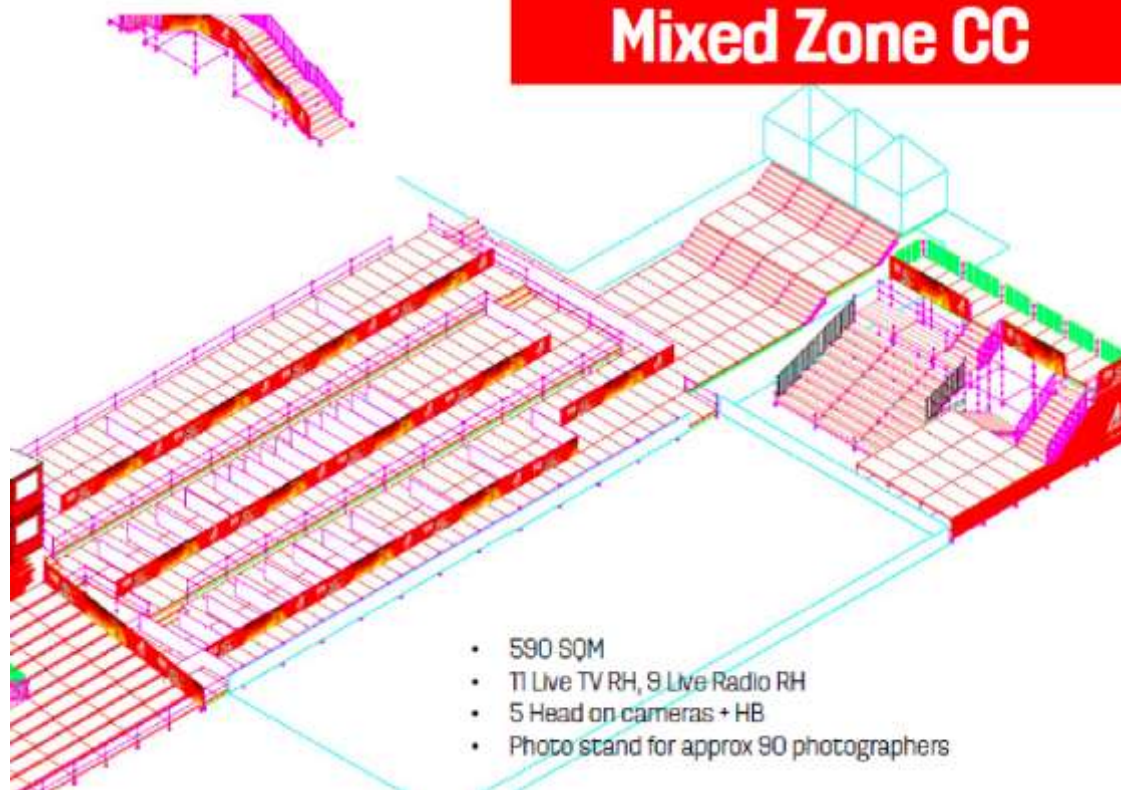 Mixed Zone CC
• 590 SQM
• 11 Live TV RH, 9 Live Radio RH
• 5 Head on cameras + HB
• Photo stand for approx 90 photographers